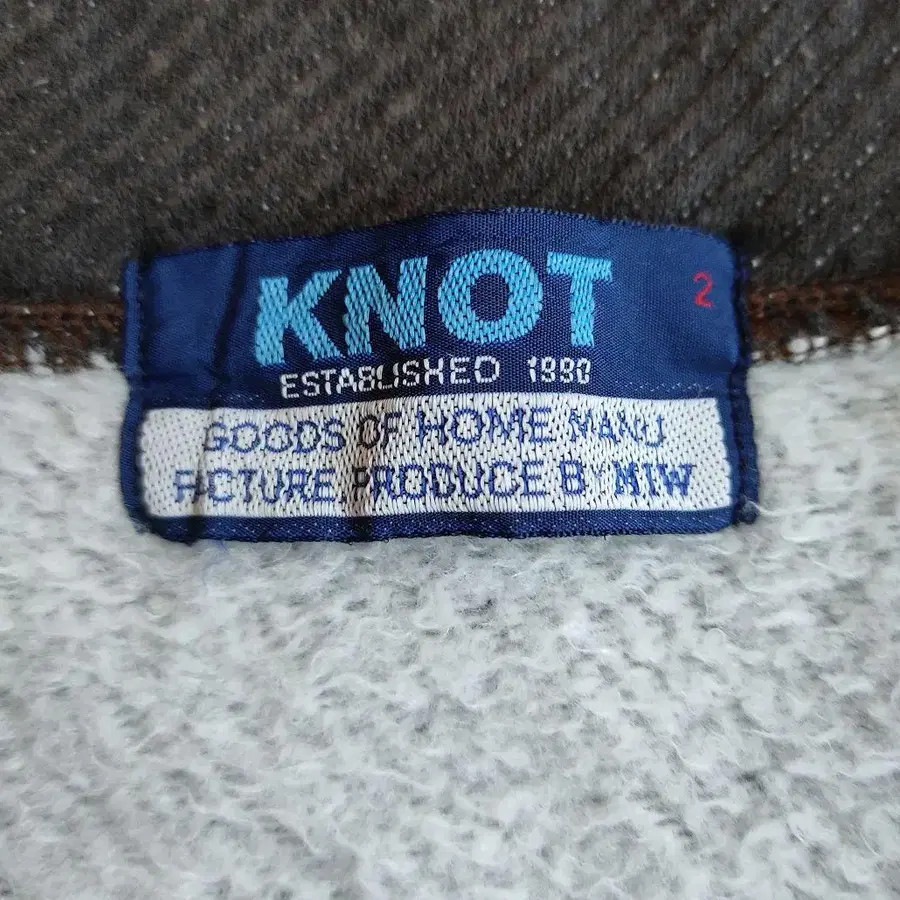 KNOT 2
ESTABLISHED 1990
GOODS OF HOME MANU
FACTURE PRODUCE BY MIW